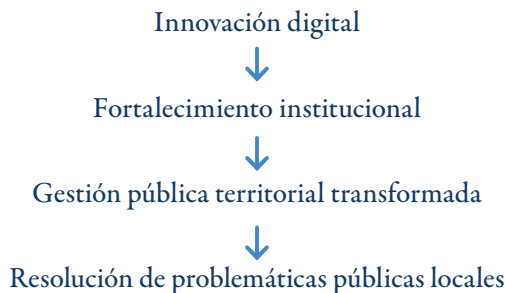 Innovación digital
Fortalecimiento institucional
Gestión pública territorial transformada
Resolución de problemáticas públicas locales